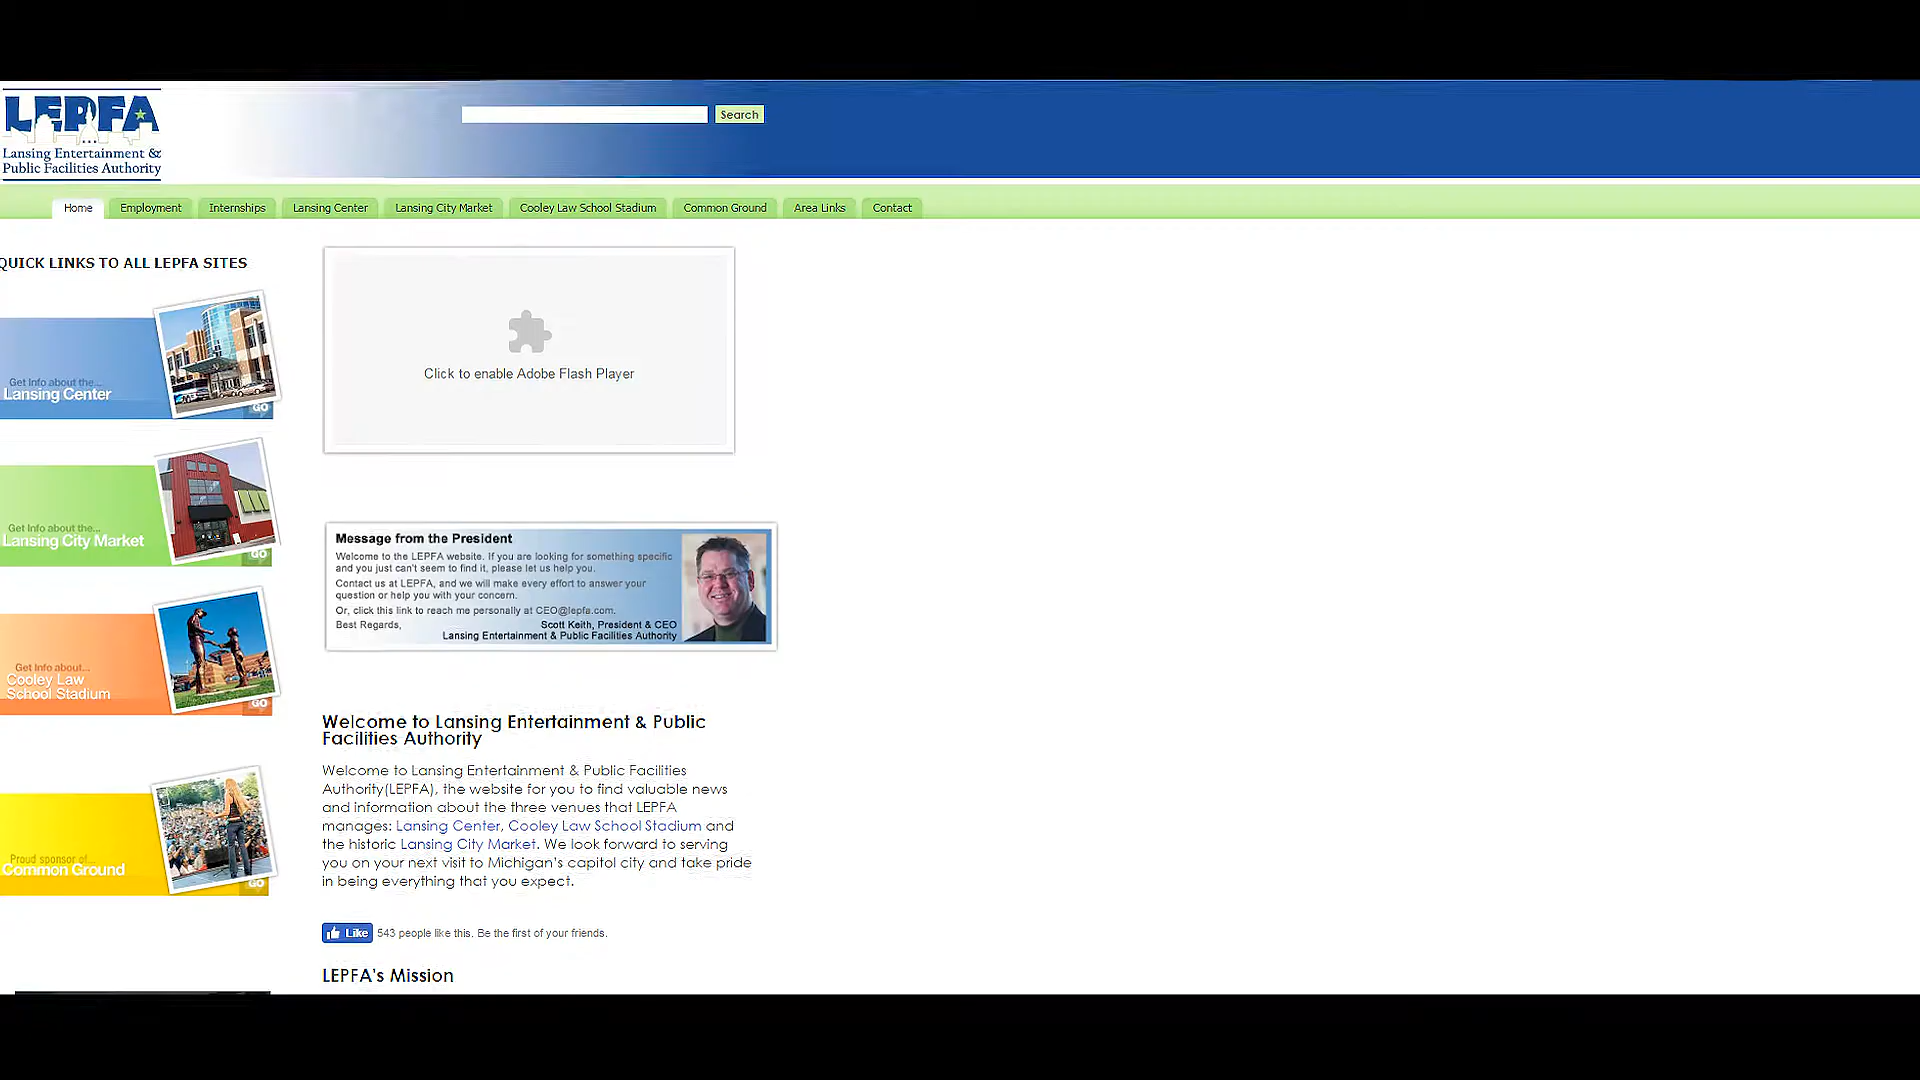 LEPFA
Lansing Entertainment &
Public Facilities Authority
Search
Home
Employment
Internships
Lansing Center
Lansing City Market
Cooley Law School Stadium
Common Ground
Area Links
Contact
QUICK LINKS TO ALL LEPFA SITES
Get Info about the...
Lansing Center
GO
Get Info about the...
Lansing City Market
GO
Get Info about...
Cooley Law
School Stadium
GO
Proud sponsor of...
Common Ground
GO
Click to enable Adobe Flash Player
Message from the President
Welcome to the LEPFA website. If you are looking for something specific
and you just can't seem to find it, please let us help you.
Contact us at LEPFA, and we will make every effort to answer your
question or help you with your concern.
Or, click this link to reach me personally at CEO@lepfa.com.
Best Regards,
Scott Keith, President & CEO
Lansing Entertainment & Public Facilities Authority
Welcome to Lansing Entertainment & Public
Facilities Authority
Welcome to Lansing Entertainment & Public Facilities
Authority(LEPFA), the website for you to find valuable news
and information about the three venues that LEPFA
manages: Lansing Center, Cooley Law School Stadium and
the historic Lansing City Market. We look forward to serving
you on your next visit to Michigan's capitol city and take pride
in being everything that you expect.
Like
543 people like this. Be the first of your friends.
LEPFA's Mission